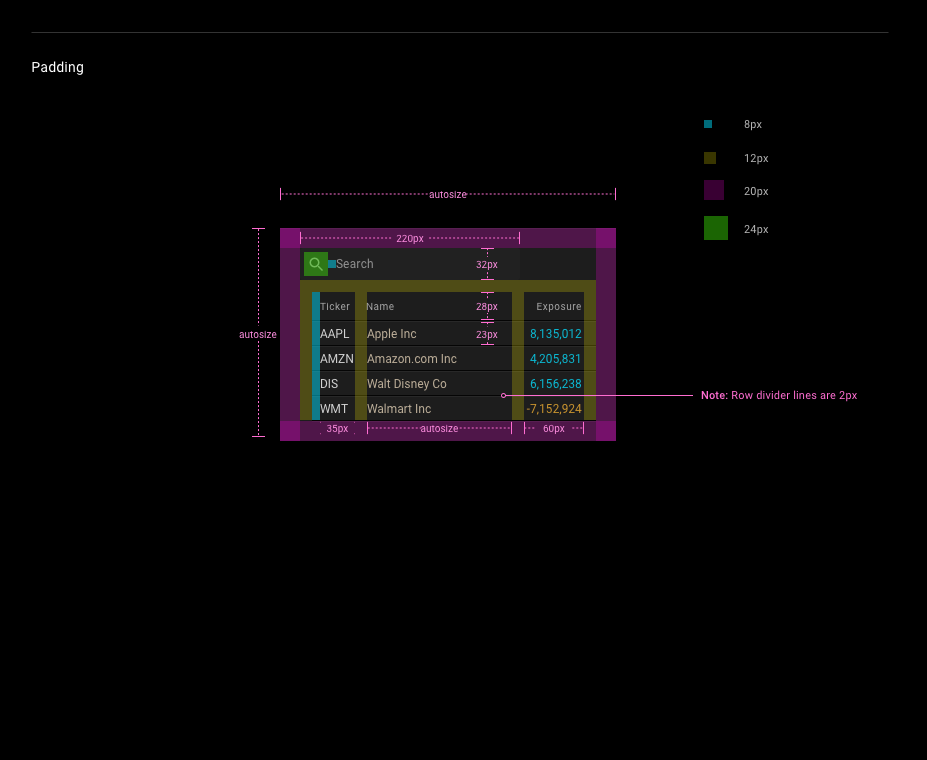 Padding
8px
12px
20px
24px
autosize
220px
Search
32px
Ticker Name 28px Exposure
autosize
AAPL Apple Inc 23px 8,135,012
AMZN Amazon.com Inc 4,205,831
DIS Walt Disney Co 6,156,238
Note: Row divider lines are 2px
WMT Walmart Inc -7,152,924
35px autosize 60px